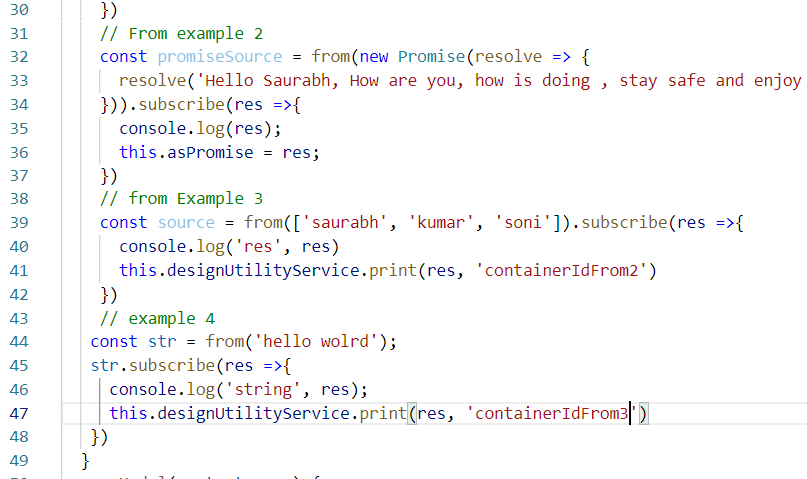 30 })
31 // From example 2
32 const promiseSource = from(new Promise(resolve => {
33 resolve('Hello Saurabh, How are you, how is doing , stay safe and enjoy
34 })).subscribe(res =>{
35 console.log(res);
36 this.asPromise = res;
37 })
38 // from Example 3
39 const source = from(['saurabh', 'kumar', 'soni']).subscribe(res =>{
40 console.log('res', res)
41 this.designUtilityService.print(res, 'containerIdFrom2')
42 })
43 // example 4
44 const str = from('hello wolrd');
45 str.subscribe(res =>{
46 console.log('string', res);
47 this.designUtilityService.print(res, 'containerIdFrom3')
48 })
49 }